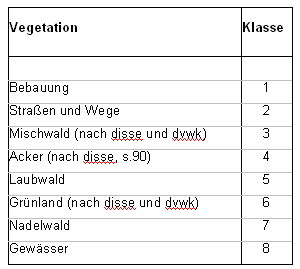 Vegetation Klasse
Bebauung 1
Straßen und Wege 2
Mischwald (nach disse und dvwk) 3
Acker (nach disse, s.90) 4
Laubwald 5
Grünland (nach disse und dvwk) 6
Nadelwald 7
Gewässer 8